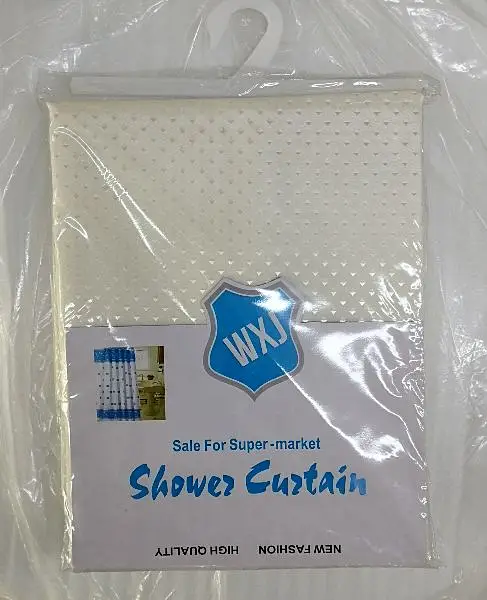 WXJ
Sale For Super-market
Shower Curtain
NEW FASHION HIGH QUALITY